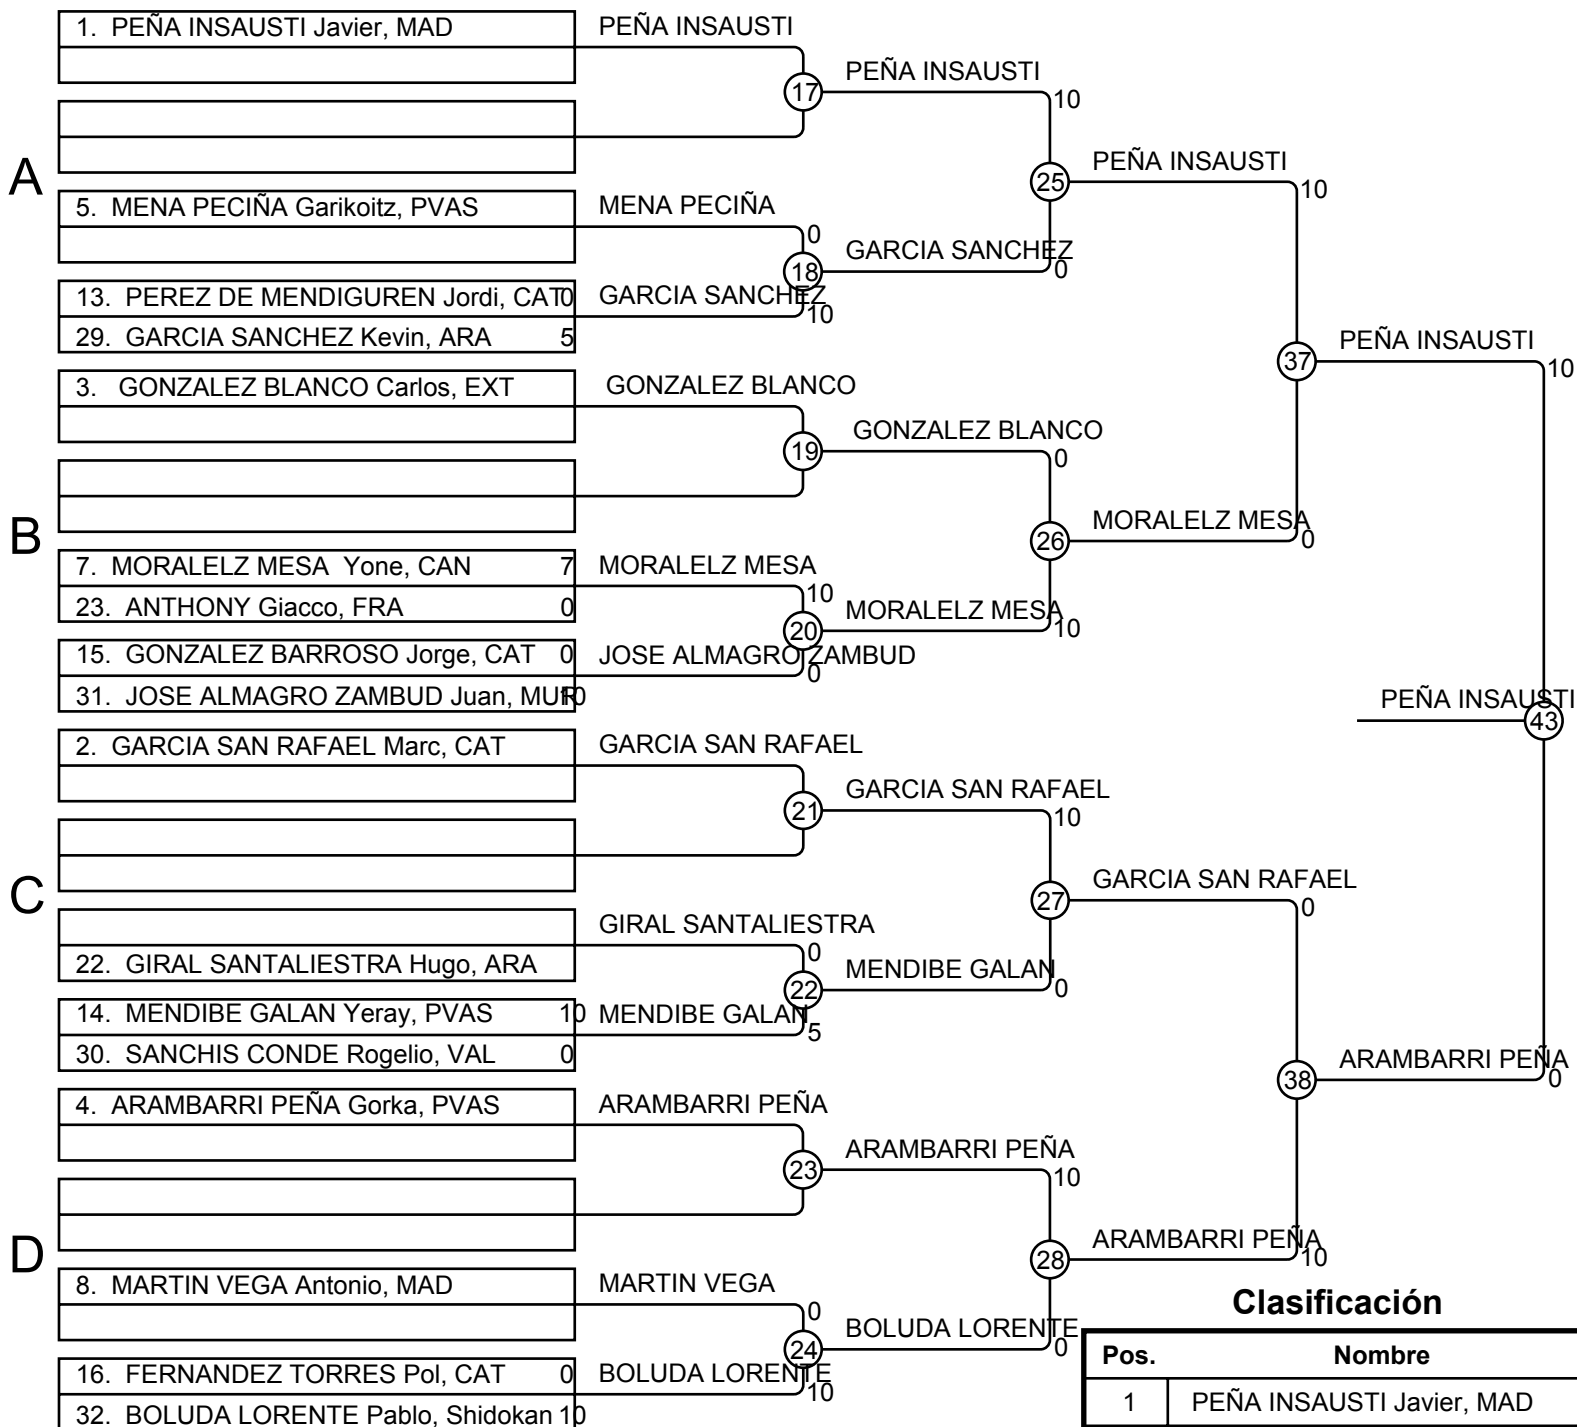 1. PEÑA INSAUSTI Javier, MAD
PEÑA INSAUSTI
17
PEÑA INSAUSTI
10
A
5. MENA PECIÑA Garikoitz, PVAS
MENA PECIÑA
0
18
GARCIA SANCHEZ
0
25
PEÑA INSAUSTI
10
13. PEREZ DE MENDIGUREN Jordi, CAT 0
29. GARCIA SANCHEZ Kevin, ARA 5
GARCIA SANCHEZ
10
3. GONZALEZ BLANCO Carlos, EXT
GONZALEZ BLANCO
19
GONZALEZ BLANCO
0
37
PEÑA INSAUSTI
10
B
7. MORALELZ MESA Yone, CAN 7
23. ANTHONY Giacco, FRA 0
MORALELZ MESA
10
20
MORALELZ MESA
10
26
MORALELZ MESA
0
15. GONZALEZ BARROSO Jorge, CAT 0
31. JOSE ALMAGRO ZAMBUD Juan, MUR 10
JOSE ALMAGRO ZAMBUD
0
PEÑA INSAUSTI
43
2. GARCIA SAN RAFAEL Marc, CAT
GARCIA SAN RAFAEL
21
GARCIA SAN RAFAEL
10
C
22. GIRAL SANTALIESTRA Hugo, ARA
GIRAL SANTALIESTRA
0
22
MENDIBE GALAN
0
27
GARCIA SAN RAFAEL
0
14. MENDIBE GALAN Yeray, PVAS 10
30. SANCHIS CONDE Rogelio, VAL 0
MENDIBE GALAN
5
4. ARAMBARRI PEÑA Gorka, PVAS
ARAMBARRI PEÑA
23
ARAMBARRI PEÑA
10
38
ARAMBARRI PEÑA
0
D
8. MARTIN VEGA Antonio, MAD
MARTIN VEGA
0
24
BOLUDA LORENTE
0
28
ARAMBARRI PEÑA
10
16. FERNANDEZ TORRES Pol, CAT 0
32. BOLUDA LORENTE Pablo, Shidokan 10
BOLUDA LORENTE
10
Clasificación
Pos. Nombre
1 PEÑA INSAUSTI Javier, MAD